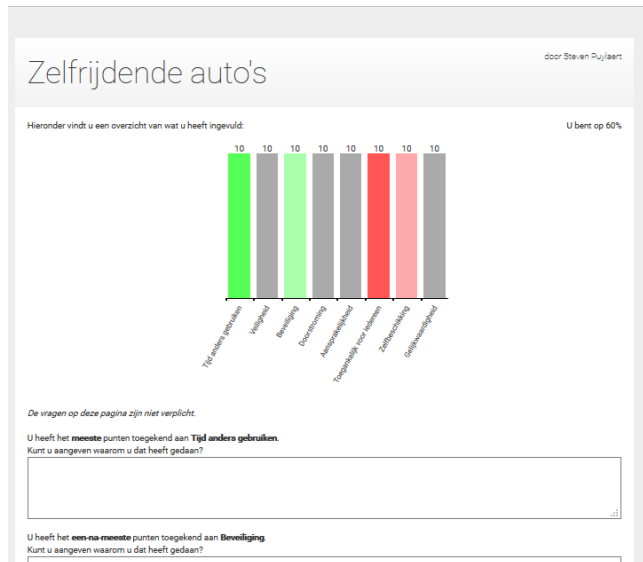 Zelfrijdende auto's
door Steven Puylaert
Hieronder vindt u een overzicht van wat u heeft ingevuld:
U bent op 60%
10 10 10 10 10 10 10 10
Tijd anders gebruiken
Veiligheid
Beveiliging
Doorstroming
Aansprakelijkheid
Toegankelijk voor iedereen
Zelfbeschikking
Gelijkwaardigheid
De vragen op deze pagina zijn niet verplicht.
U heeft het meeste punten toegekend aan Tijd anders gebruiken.
Kunt u aangeven waarom u dat heeft gedaan?
U heeft het een-na-meeste punten toegekend aan Beveiliging.
Kunt u aangeven waarom u dat heeft gedaan?